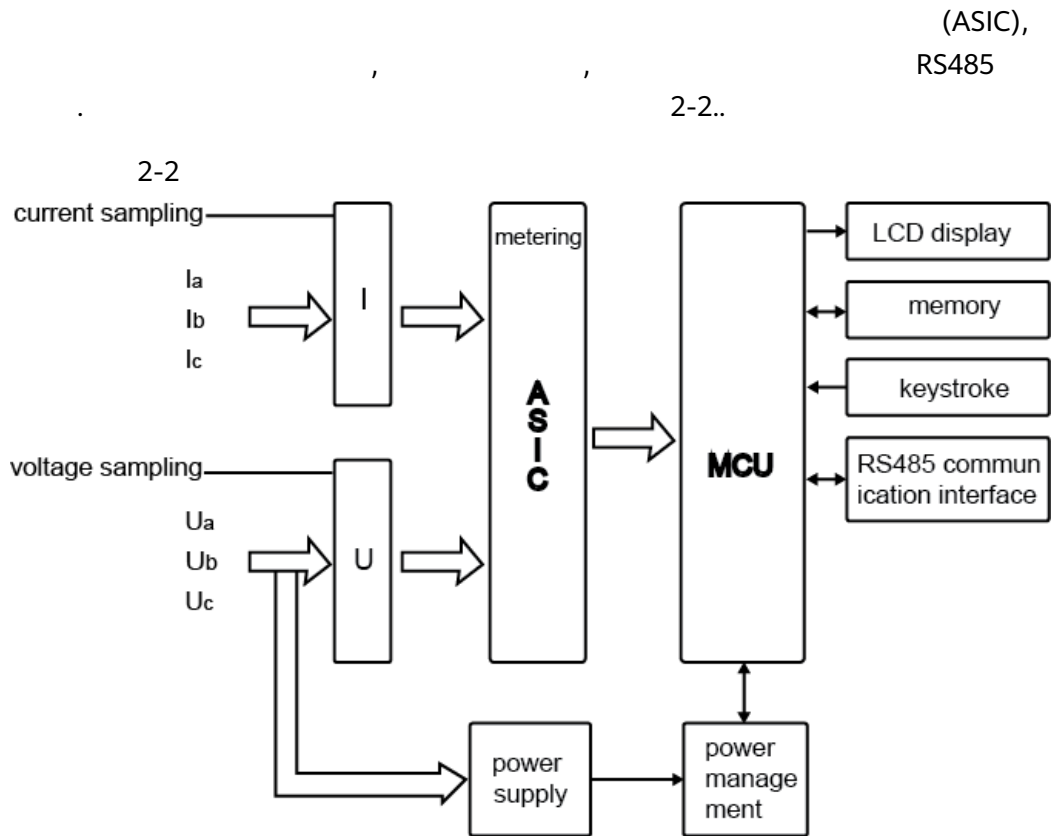 (ASIC),
, , RS485
. 2-2..
2-2
current sampling
Ia
Ib
Ic
I
voltage sampling
Ua
Ub
Uc
U
metering
ASIC
MCU
LCD display
memory
keystroke
RS485 commun
ication interface
power
supply
power
manage
ment